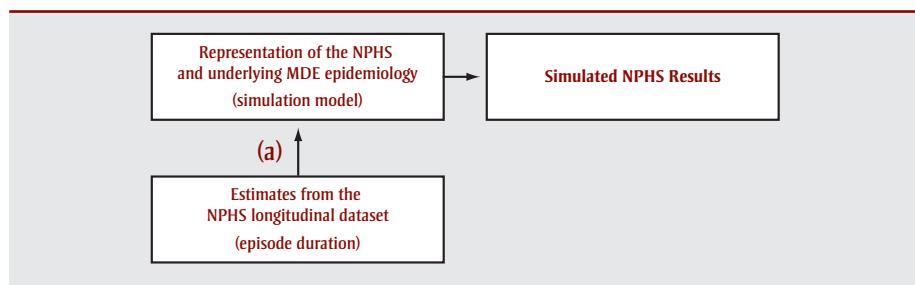 Representation of the NPHS
and underlying MDE epidemiology
(simulation model)
Simulated NPHS Results
(a)
Estimates from the
NPHS longitudinal dataset
(episode duration)